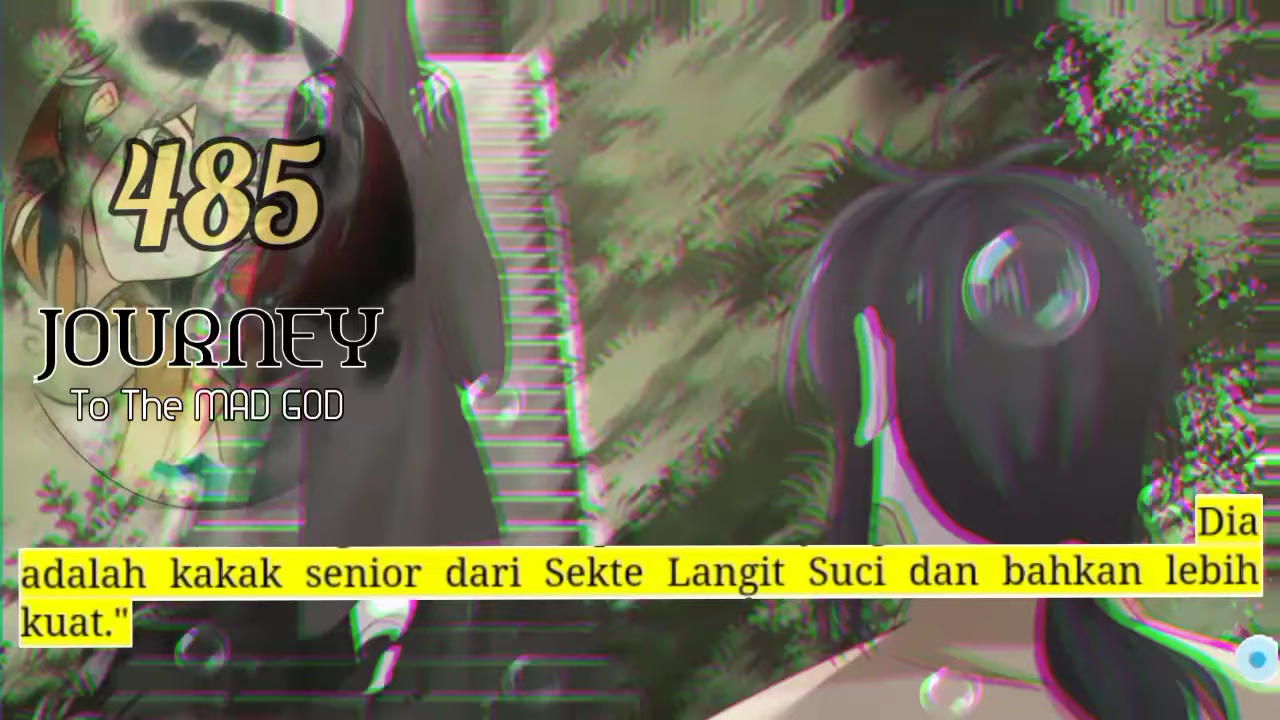 485
JOURNEY
To The MAD GOD
Dia
adalah kakak senior dari Sekte Langit Suci dan bahkan lebih
kuat."